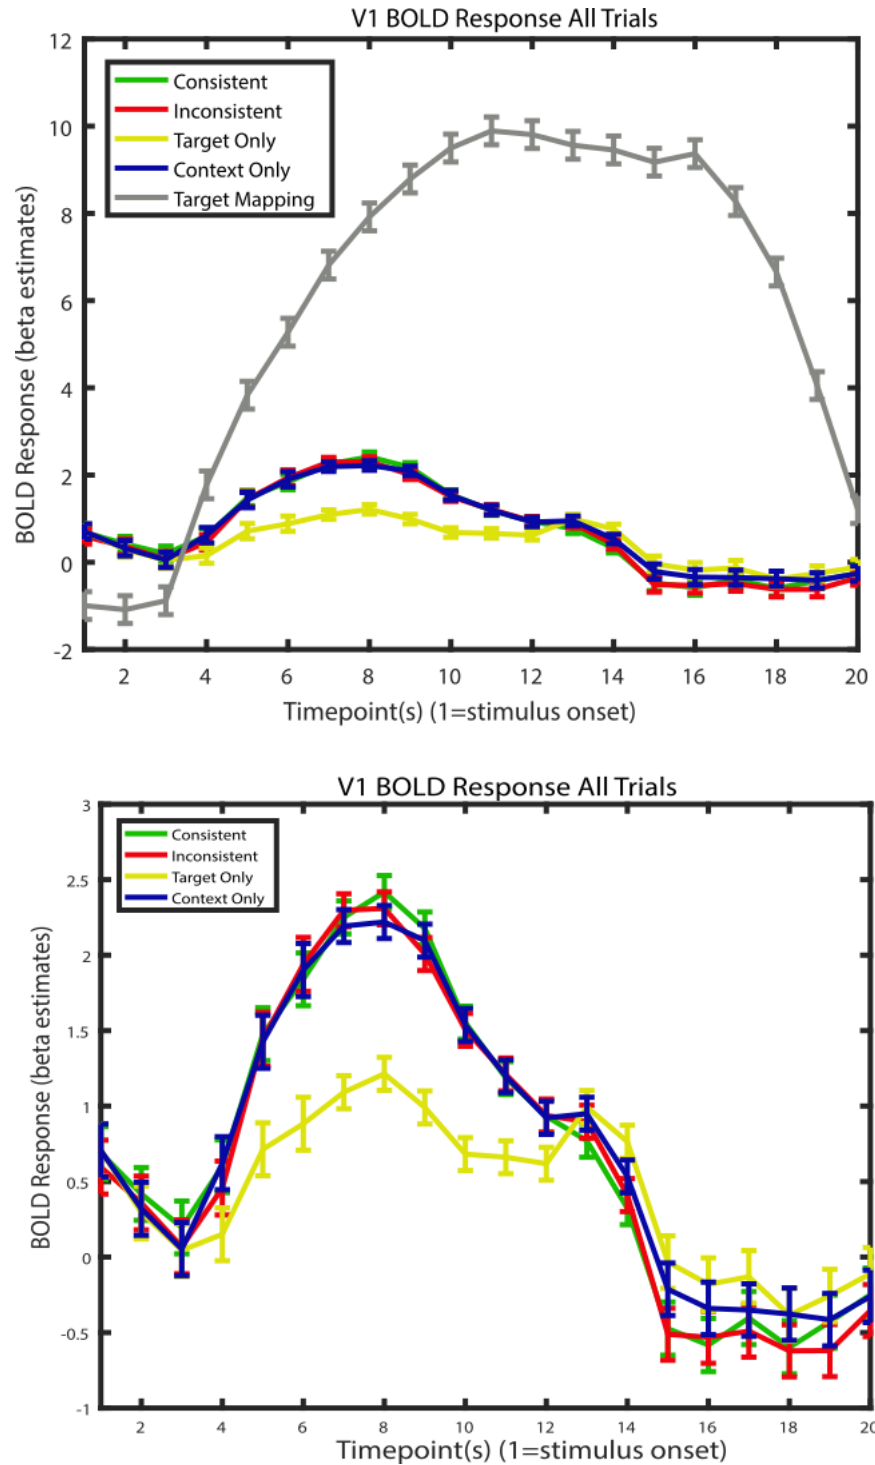 V1 BOLD Response All Trials
12
10
8
6
4
2
0
-2
BOLD Response (beta estimates)
Consistent
Inconsistent
Target Only
Context Only
Target Mapping
2 4 6 8 10 12 14 16 18 20
Timepoint(s) (1=stimulus onset)
V1 BOLD Response All Trials
3
2.5
2
1.5
1
0.5
0
-0.5
-1
BOLD Response (beta estimates)
Consistent
Inconsistent
Target Only
Context Only
2 4 6 8 10 12 14 16 18 20
Timepoint(s) (1=stimulus onset)